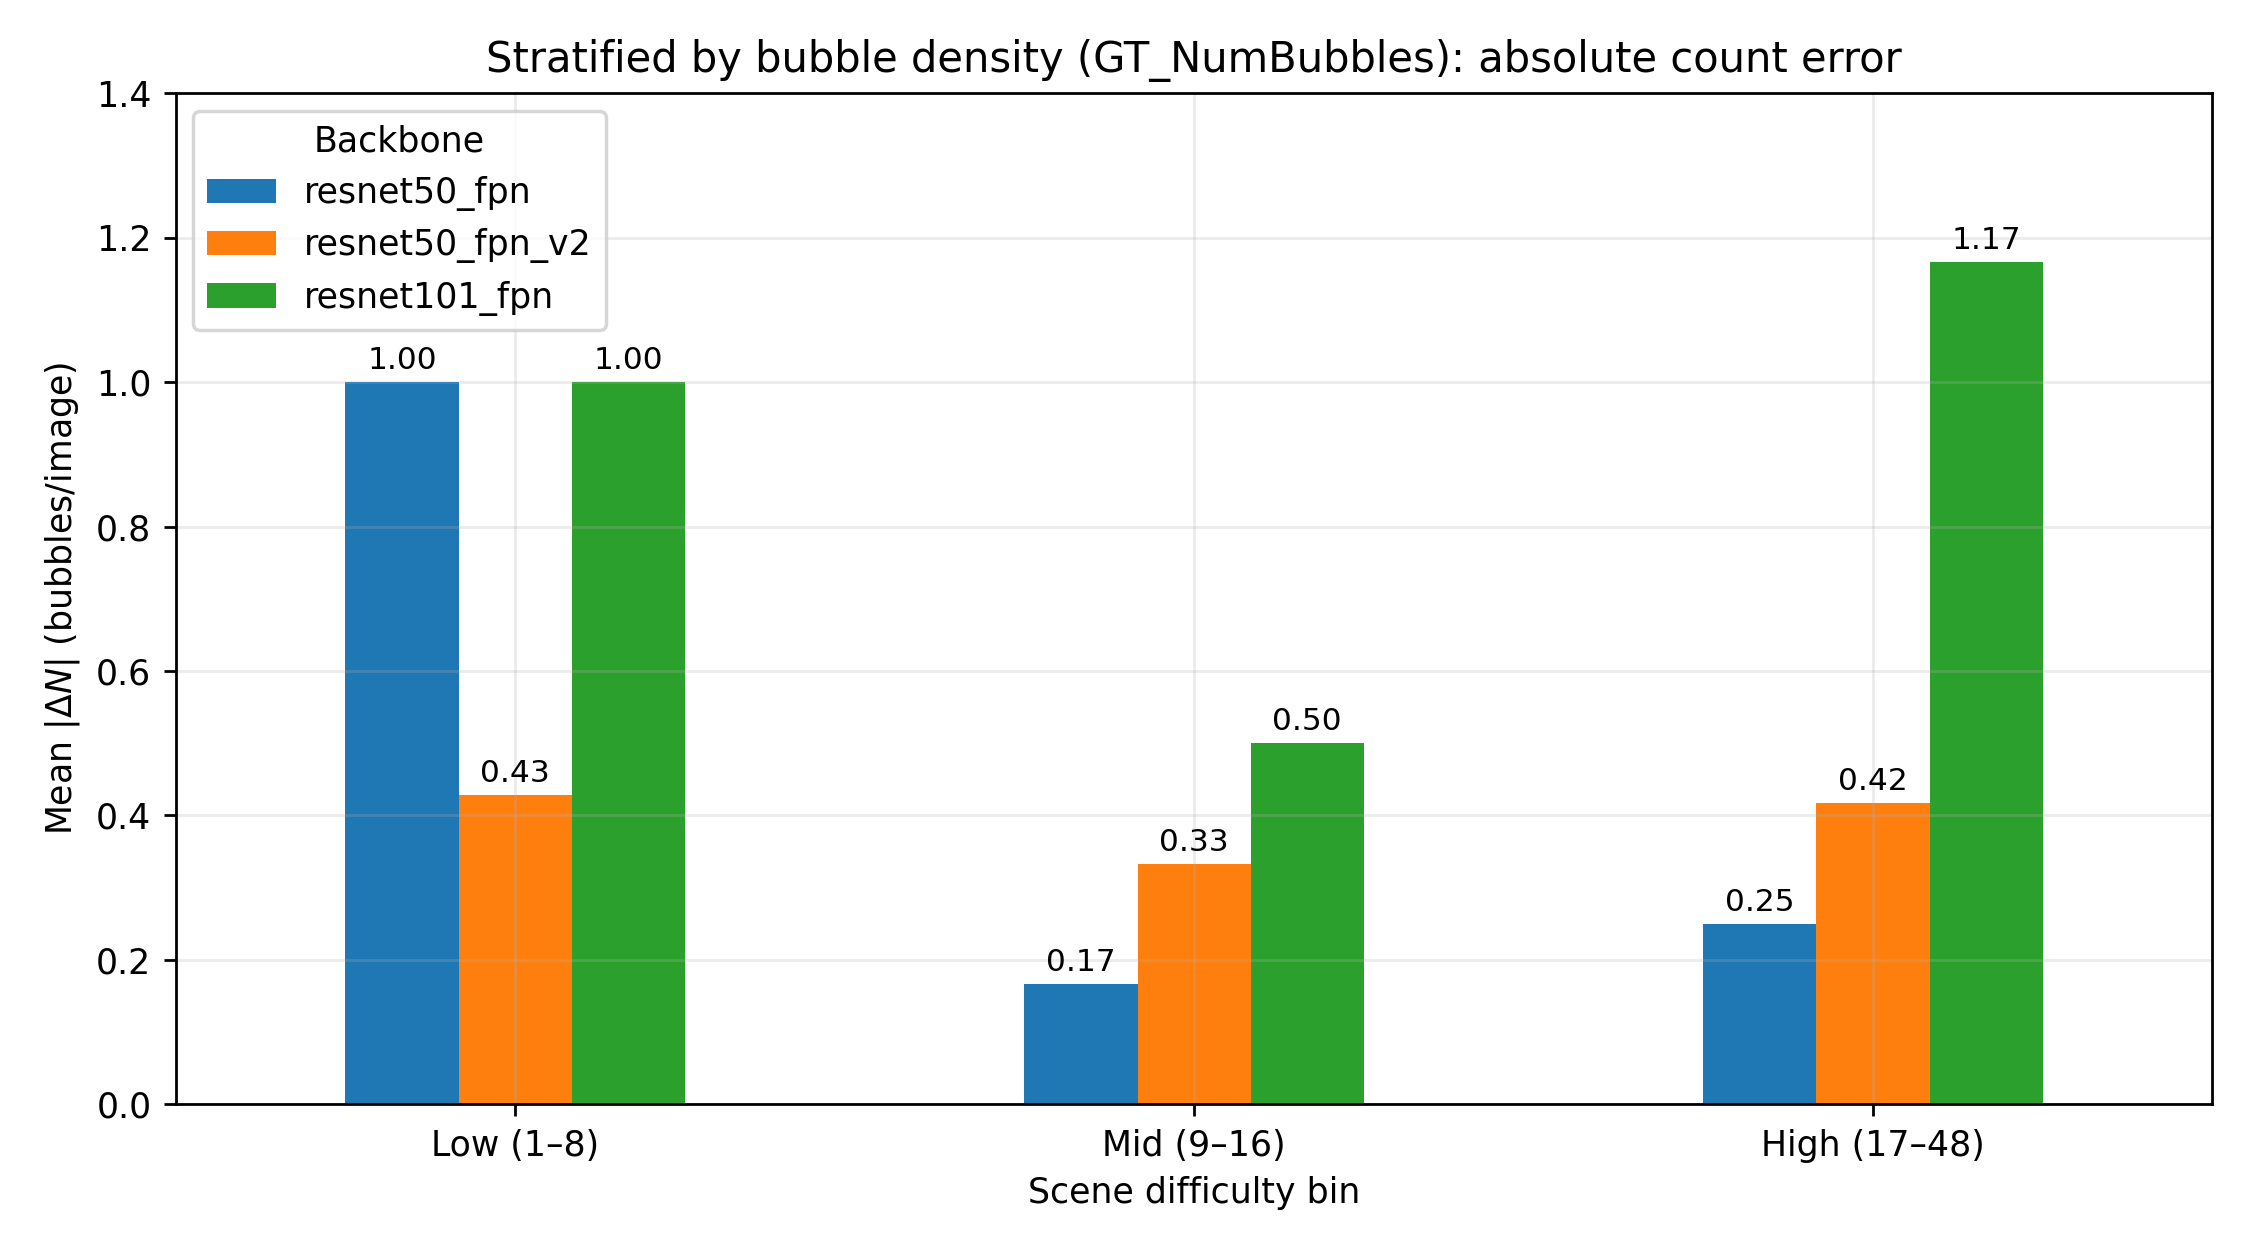 Stratified by bubble density (GT_NumBubbles): absolute count error
Mean |ΔN| (bubbles/image)
1.4
1.2
1.0
0.8
0.6
0.4
0.2
0.0
Backbone
resnet50_fpn
resnet50_fpn_v2
resnet101_fpn
1.00
0.43
1.00
0.17
0.33
0.50
0.25
0.42
1.17
Low (1–8)
Mid (9–16)
High (17–48)
Scene difficulty bin